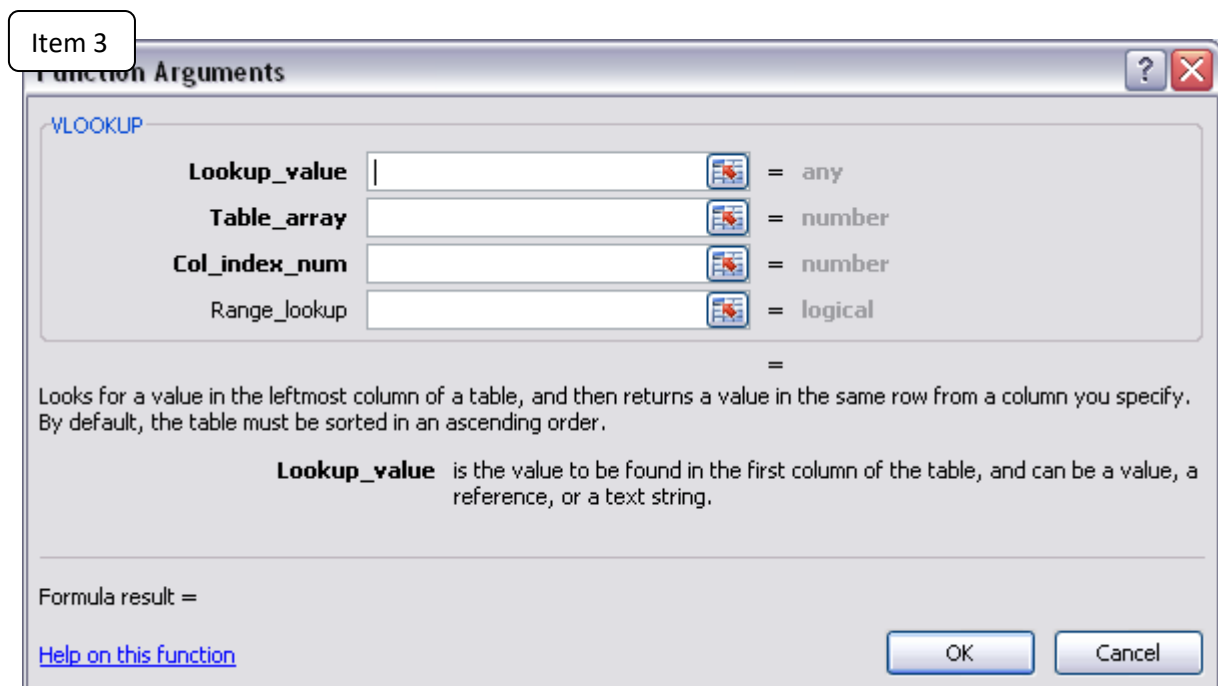 Item 3
Function Arguments
VLOOKUP
Lookup_value = any
Table_array = number
Col_index_num = number
Range_lookup = logical
=
Looks for a value in the leftmost column of a table, and then returns a value in the same row from a column you specify.
By default, the table must be sorted in an ascending order.
Lookup_value is the value to be found in the first column of the table, and can be a value, a
reference, or a text string.
Formula result =
Help on this function
OK
Cancel